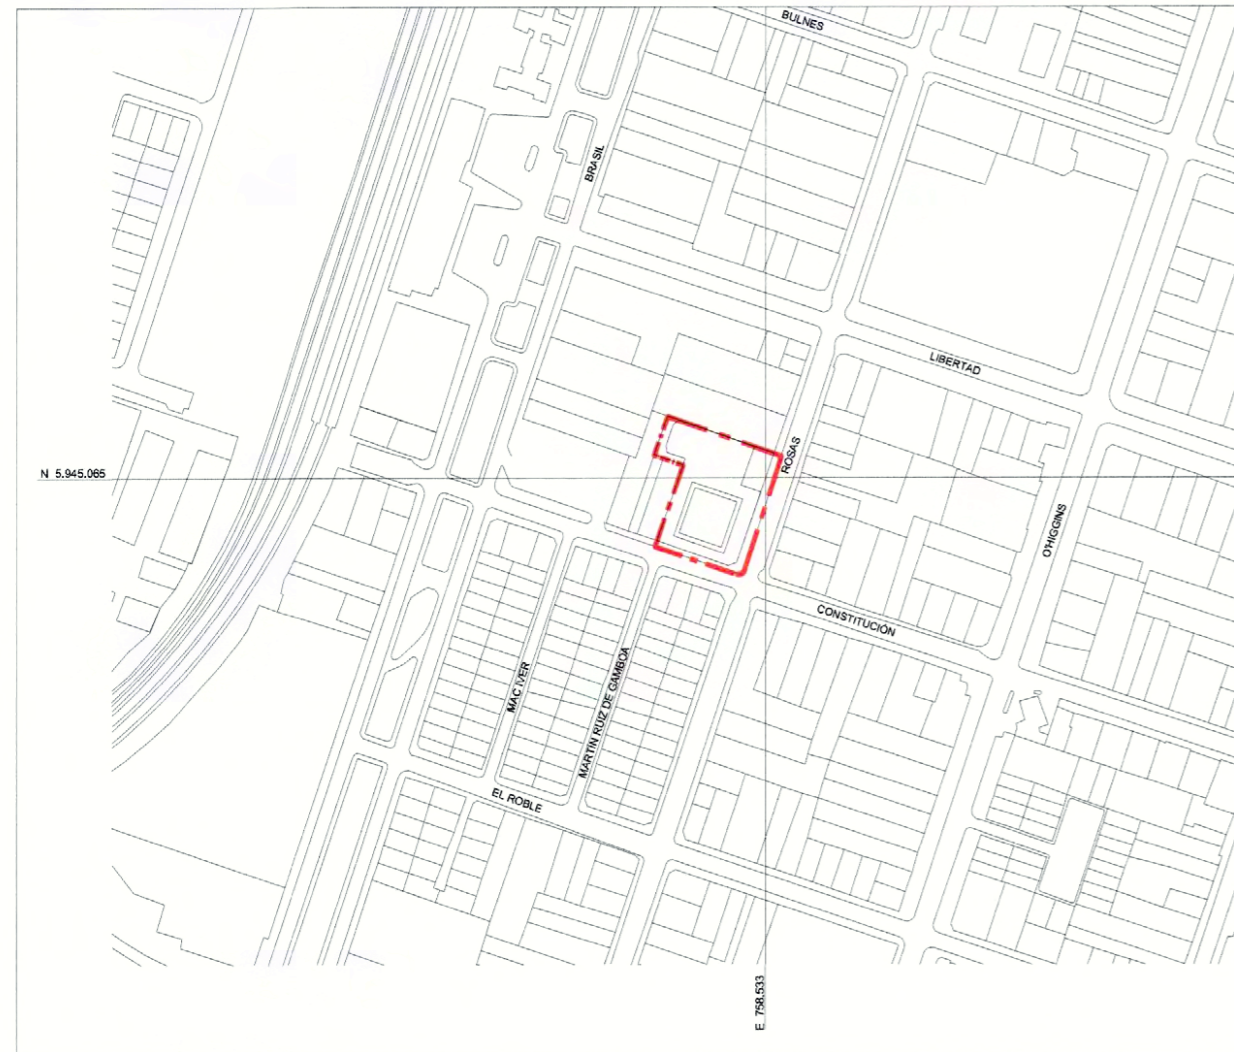 BULNES
BRASIL
LIBERTAD
ROSAS
N 5.945.065
O'HIGGINS
CONSTITUCIÓN
MAC IVER
MARTIN RUIZ DE GAMBOA
EL ROBLE
E 758.533